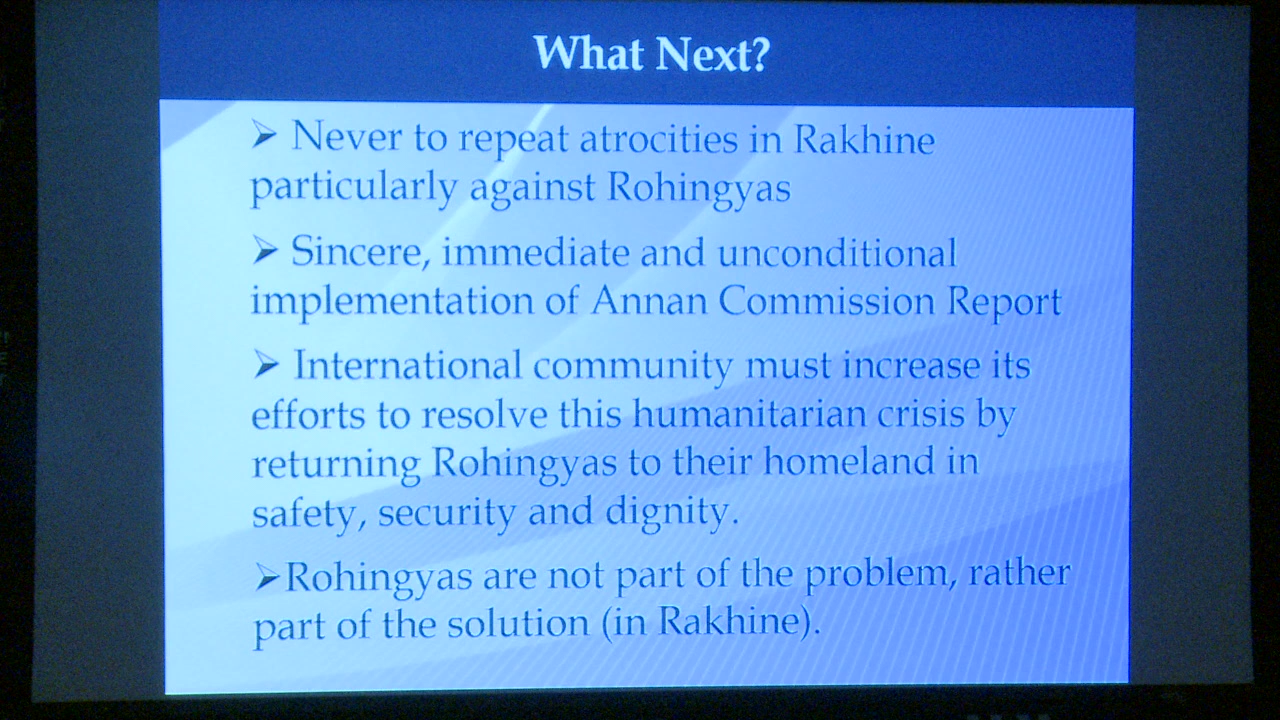 What Next?
➢ Never to repeat atrocities in Rakhine
particularly against Rohingyas
➢ Sincere, immediate and unconditional
implementation of Annan Commission Report
➢ International community must increase its
efforts to resolve this humanitarian crisis by
returning Rohingyas to their homeland in
safety, security and dignity.
➢Rohingyas are not part of the problem, rather
part of the solution (in Rakhine).